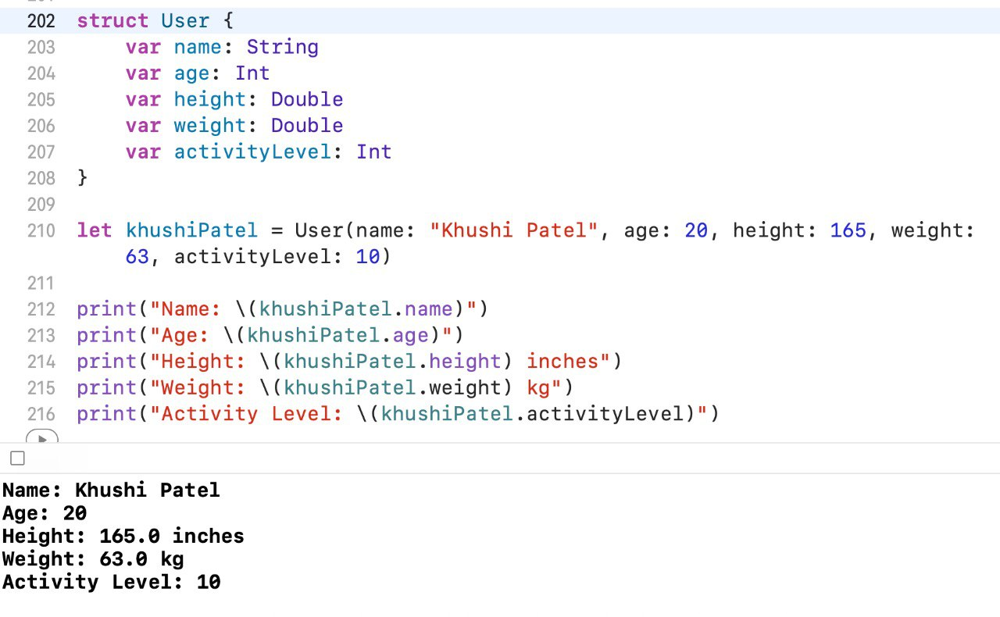 202 struct User {
203     var name: String
204     var age: Int
205     var height: Double
206     var weight: Double
207     var activityLevel: Int
208 }
209
210 let khushiPatel = User(name: "Khushi Patel", age: 20, height: 165, weight:
        63, activityLevel: 10)
211
212 print("Name: \(khushiPatel.name)")
213 print("Age: \(khushiPatel.age)")
214 print("Height: \(khushiPatel.height) inches")
215 print("Weight: \(khushiPatel.weight) kg")
216 print("Activity Level: \(khushiPatel.activityLevel)")
Name: Khushi Patel
Age: 20
Height: 165.0 inches
Weight: 63.0 kg
Activity Level: 10